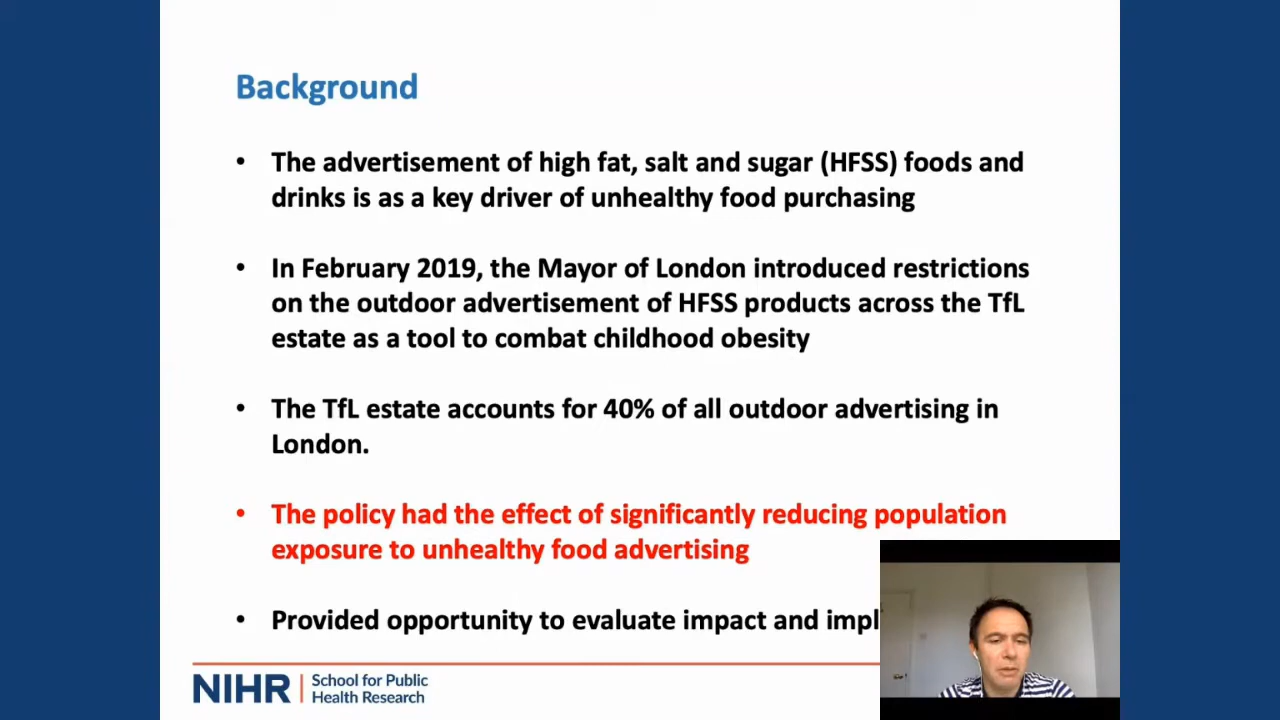 Background
• The advertisement of high fat, salt and sugar (HFSS) foods and
drinks is as a key driver of unhealthy food purchasing
• In February 2019, the Mayor of London introduced restrictions
on the outdoor advertisement of HFSS products across the TfL
estate as a tool to combat childhood obesity
• The TfL estate accounts for 40% of all outdoor advertising in
London.
• The policy had the effect of significantly reducing population
exposure to unhealthy food advertising
• Provided opportunity to evaluate impact and
NIHR | School for Public
Health Research